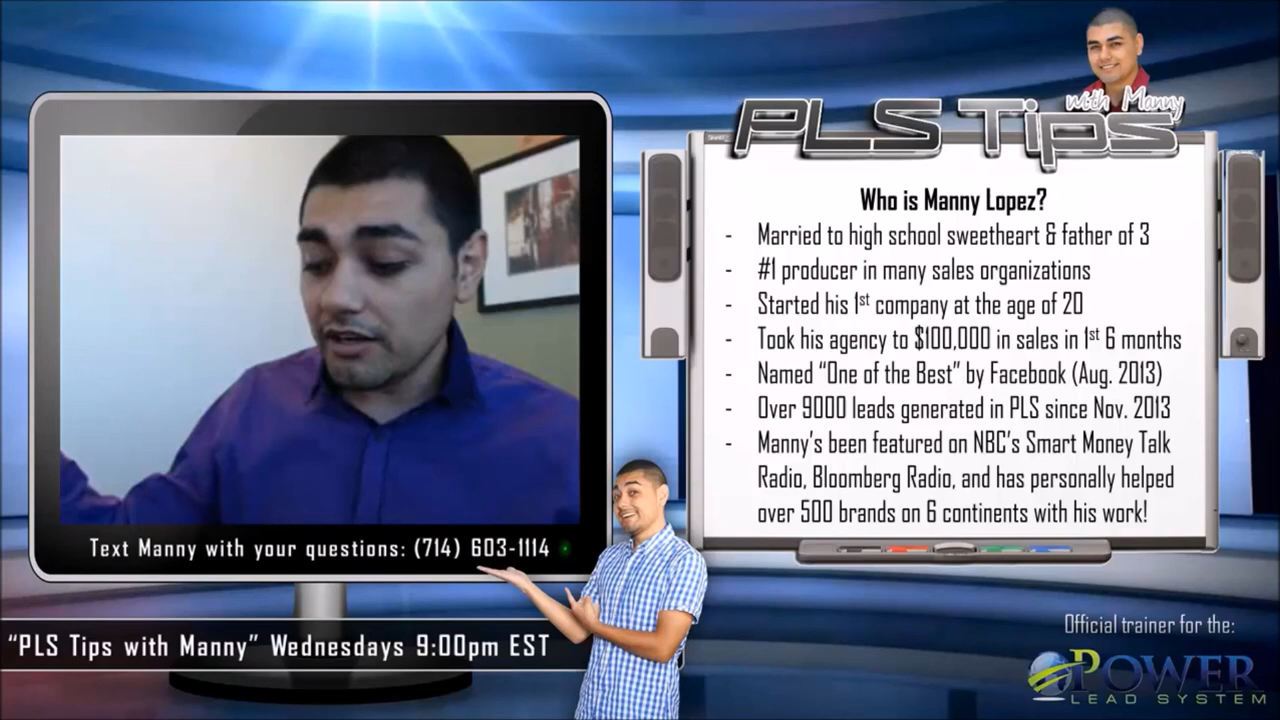 PLS Tips
with Manny
Who is Manny Lopez?
- Married to high school sweetheart & father of 3
- #1 producer in many sales organizations
- Started his 1st company at the age of 20
- Took his agency to $100,000 in sales in 1st 6 months
- Named “One of the Best” by Facebook (Aug. 2013)
- Over 9000 leads generated in PLS since Nov. 2013
- Manny’s been featured on NBC’s Smart Money Talk
Radio, Bloomberg Radio, and has personally helped
over 500 brands on 6 continents with his work!
Text Manny with your questions: (714) 603-1114
“PLS Tips with Manny” Wednesdays 9:00pm EST
Official trainer for the:
POWER
LEAD SYSTEM